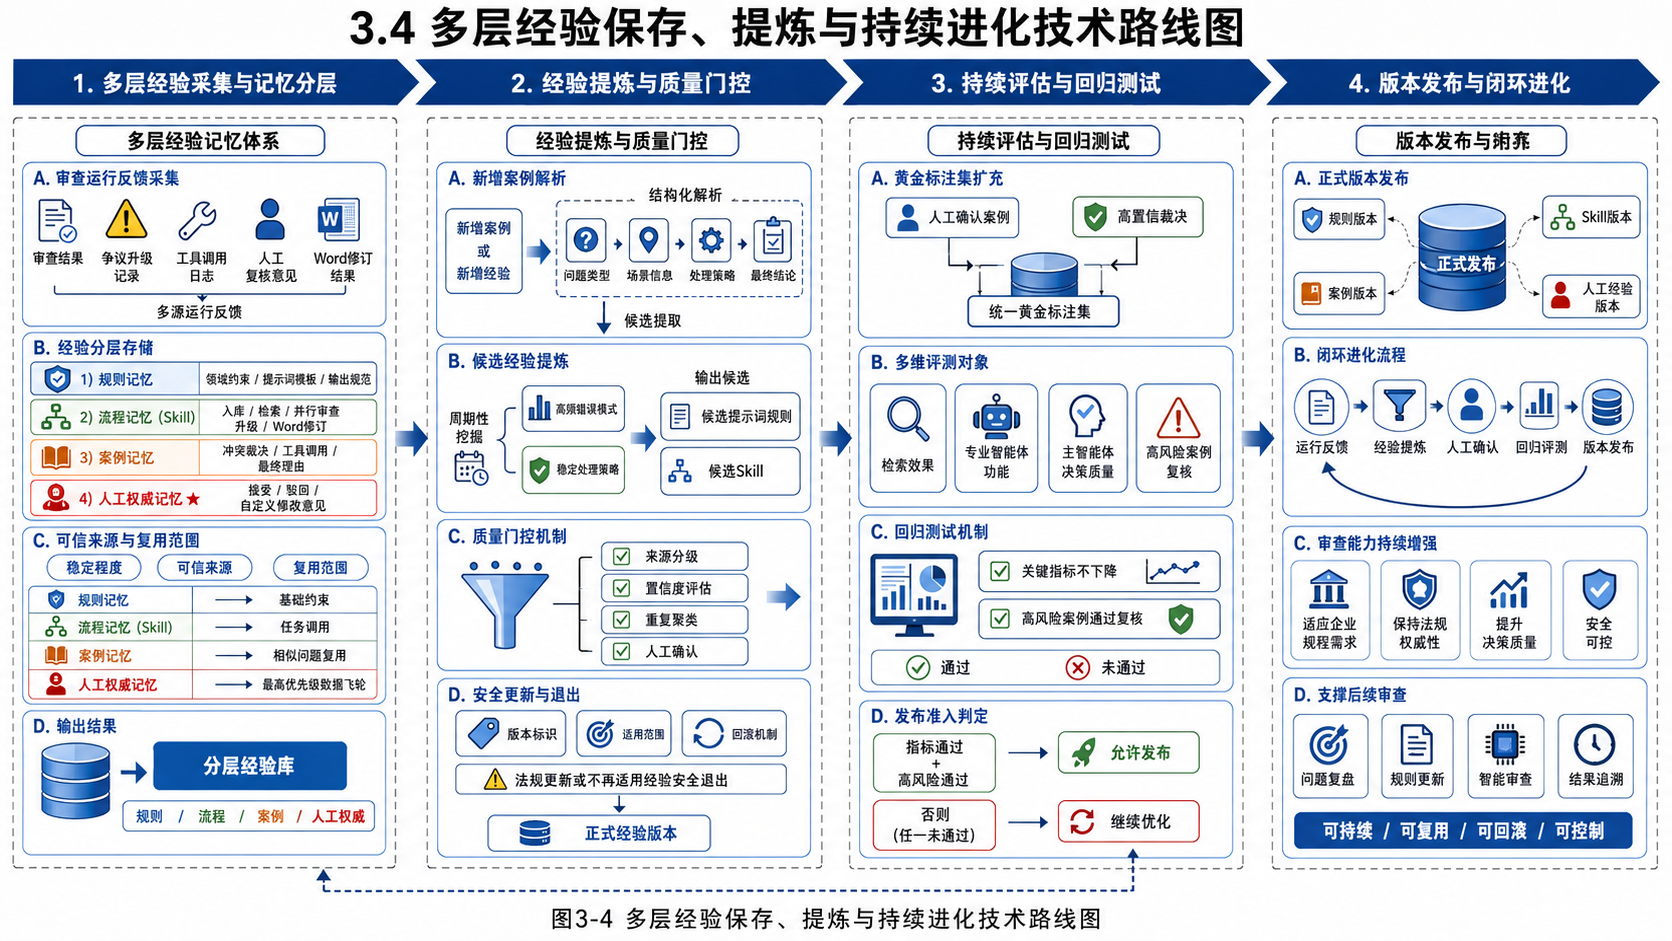 3.4 多层经验保存、提炼与持续进化技术路线图
1. 多层经验采集与记忆分层
2. 经验提炼与质量门控
3. 持续评估与回归测试
4. 版本发布与闭环进化
多层经验记忆体系
A. 审查运行反馈采集
审查结果
争议升级
记录
工具调用
日志
人工
复核意见
W
Word修订
结果
多源运行反馈
B. 经验分层存储
1) 规则记忆
领域约束 / 提示词模板 / 输出规范
2) 流程记忆 (Skill)
入库 / 检索 / 并行审查
升级 / Word修订
3) 案例记忆
冲突裁决 / 工具调用 /
最终理由
4) 人工权威记忆 ★
接受 / 驳回 /
自定义修改意见
C. 可信来源与复用范围
稳定程度
可信来源
复用范围
规则记忆
基础约束
流程记忆 (Skill)
任务调用
案例记忆
相似问题复用
人工权威记忆
最高优先级数据飞轮
D. 输出结果
分层经验库
规则 / 流程 / 案例 / 人工权威
经验提炼与质量门控
A. 新增案例解析
新增案例
或
新增经验
结构化解析
问题类型
场景信息
处理策略
最终结论
候选提取
B. 候选经验提炼
周期性
挖掘
高频错误模式
稳定处理策略
输出候选
候选提示词规则
候选Skill
C. 质量门控机制
来源分级
置信度评估
重复聚类
人工确认
D. 安全更新与退出
版本标识
适用范围
回滚机制
法规更新或不再适用经验安全退出
正式经验版本
持续评估与回归测试
A. 黄金标注集扩充
人工确认案例
高置信裁决
统一黄金标注集
B. 多维评测对象
检索效果
专业智能体
功能
主智能体
决策质量
高风险案例
复核
C. 回归测试机制
关键指标不下降
高风险案例通过复核
通过
未通过
D. 发布准入判定
指标通过
+
高风险通过
允许发布
否则
(任一未通过)
继续优化
版本发布与
A. 正式版本发布
规则版本
Skill版本
正式发布
案例版本
人工经验
版本
B. 闭环进化流程
运行反馈
经验提炼
人工确认
回归评测
版本发布
C. 审查能力持续增强
适应企业
规程需求
保持法规
权威性
提升
决策质量
安全
可控
D. 支撑后续审查
问题复盘
规则更新
智能审查
结果追溯
可持续 / 可复用 / 可回滚 / 可控制
图3-4 多层经验保存、提炼与持续进化技术路线图